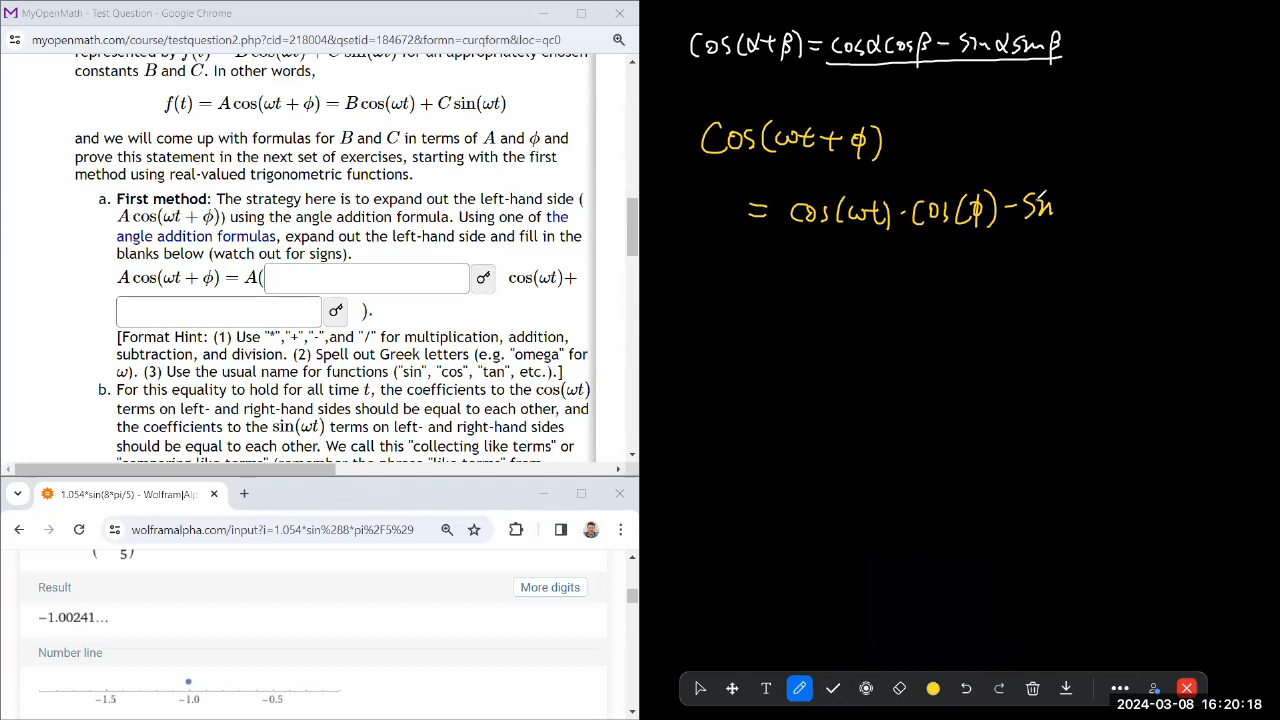 MyOpenMath - Test Question - Google Chrome
myopenmath.com/course/testquestion2.php?cid=218004&qsetid=184672&formn=curqform&loc=qc0
constants B and C. In other words,
f(t) = A cos(ωt + ϕ) = B cos(ωt) + C sin(ωt)
and we will come up with formulas for B and C in terms of A and ϕ and
prove this statement in the next set of exercises, starting with the first
method using real-valued trigonometric functions.
a. First method: The strategy here is to expand out the left-hand side (
A cos(ωt + ϕ)) using the angle addition formula. Using one of the
angle addition formulas, expand out the left-hand side and fill in the
blanks below (watch out for signs).
A cos(ωt + ϕ) = A( cos(ωt)+
).
[Format Hint: (1) Use "*","+","-",and "/" for multiplication, addition,
subtraction, and division. (2) Spell out Greek letters (e.g. "omega" for
ω). (3) Use the usual name for functions ("sin", "cos", "tan", etc.).]
b. For this equality to hold for all time t, the coefficients to the cos(ωt)
terms on left- and right-hand sides should be equal to each other, and
the coefficients to the sin(ωt) terms on left- and right-hand sides
should be equal to each other. We call this "collecting like terms" or
1.054*sin(8*pi/5) - Wolfram|Alp
wolframalpha.com/input?i=1.054*sin%288*pi%2F5%29
( 5)
Result
More digits
−1.00241...
Number line
−1.5 −1.0 −0.5
cos(α+β) = cosαcosβ − sinαsinβ
cos(ωt+ϕ)
= cos(ωt)·cos(ϕ) − sin
T
2024-03-08 16:20:18